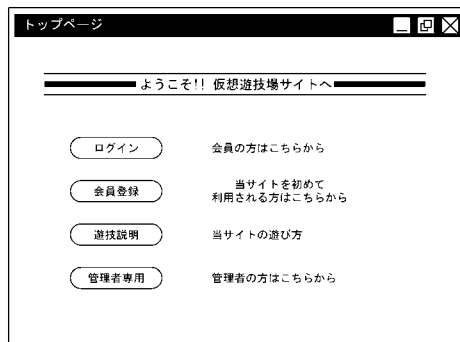 トップページ
ようこそ!! 仮想遊技場サイトへ
ログイン 会員の方はこちらから
会員登録 当サイトを初めて
利用される方はこちらから
遊技説明 当サイトの遊び方
管理者専用 管理者の方はこちらから